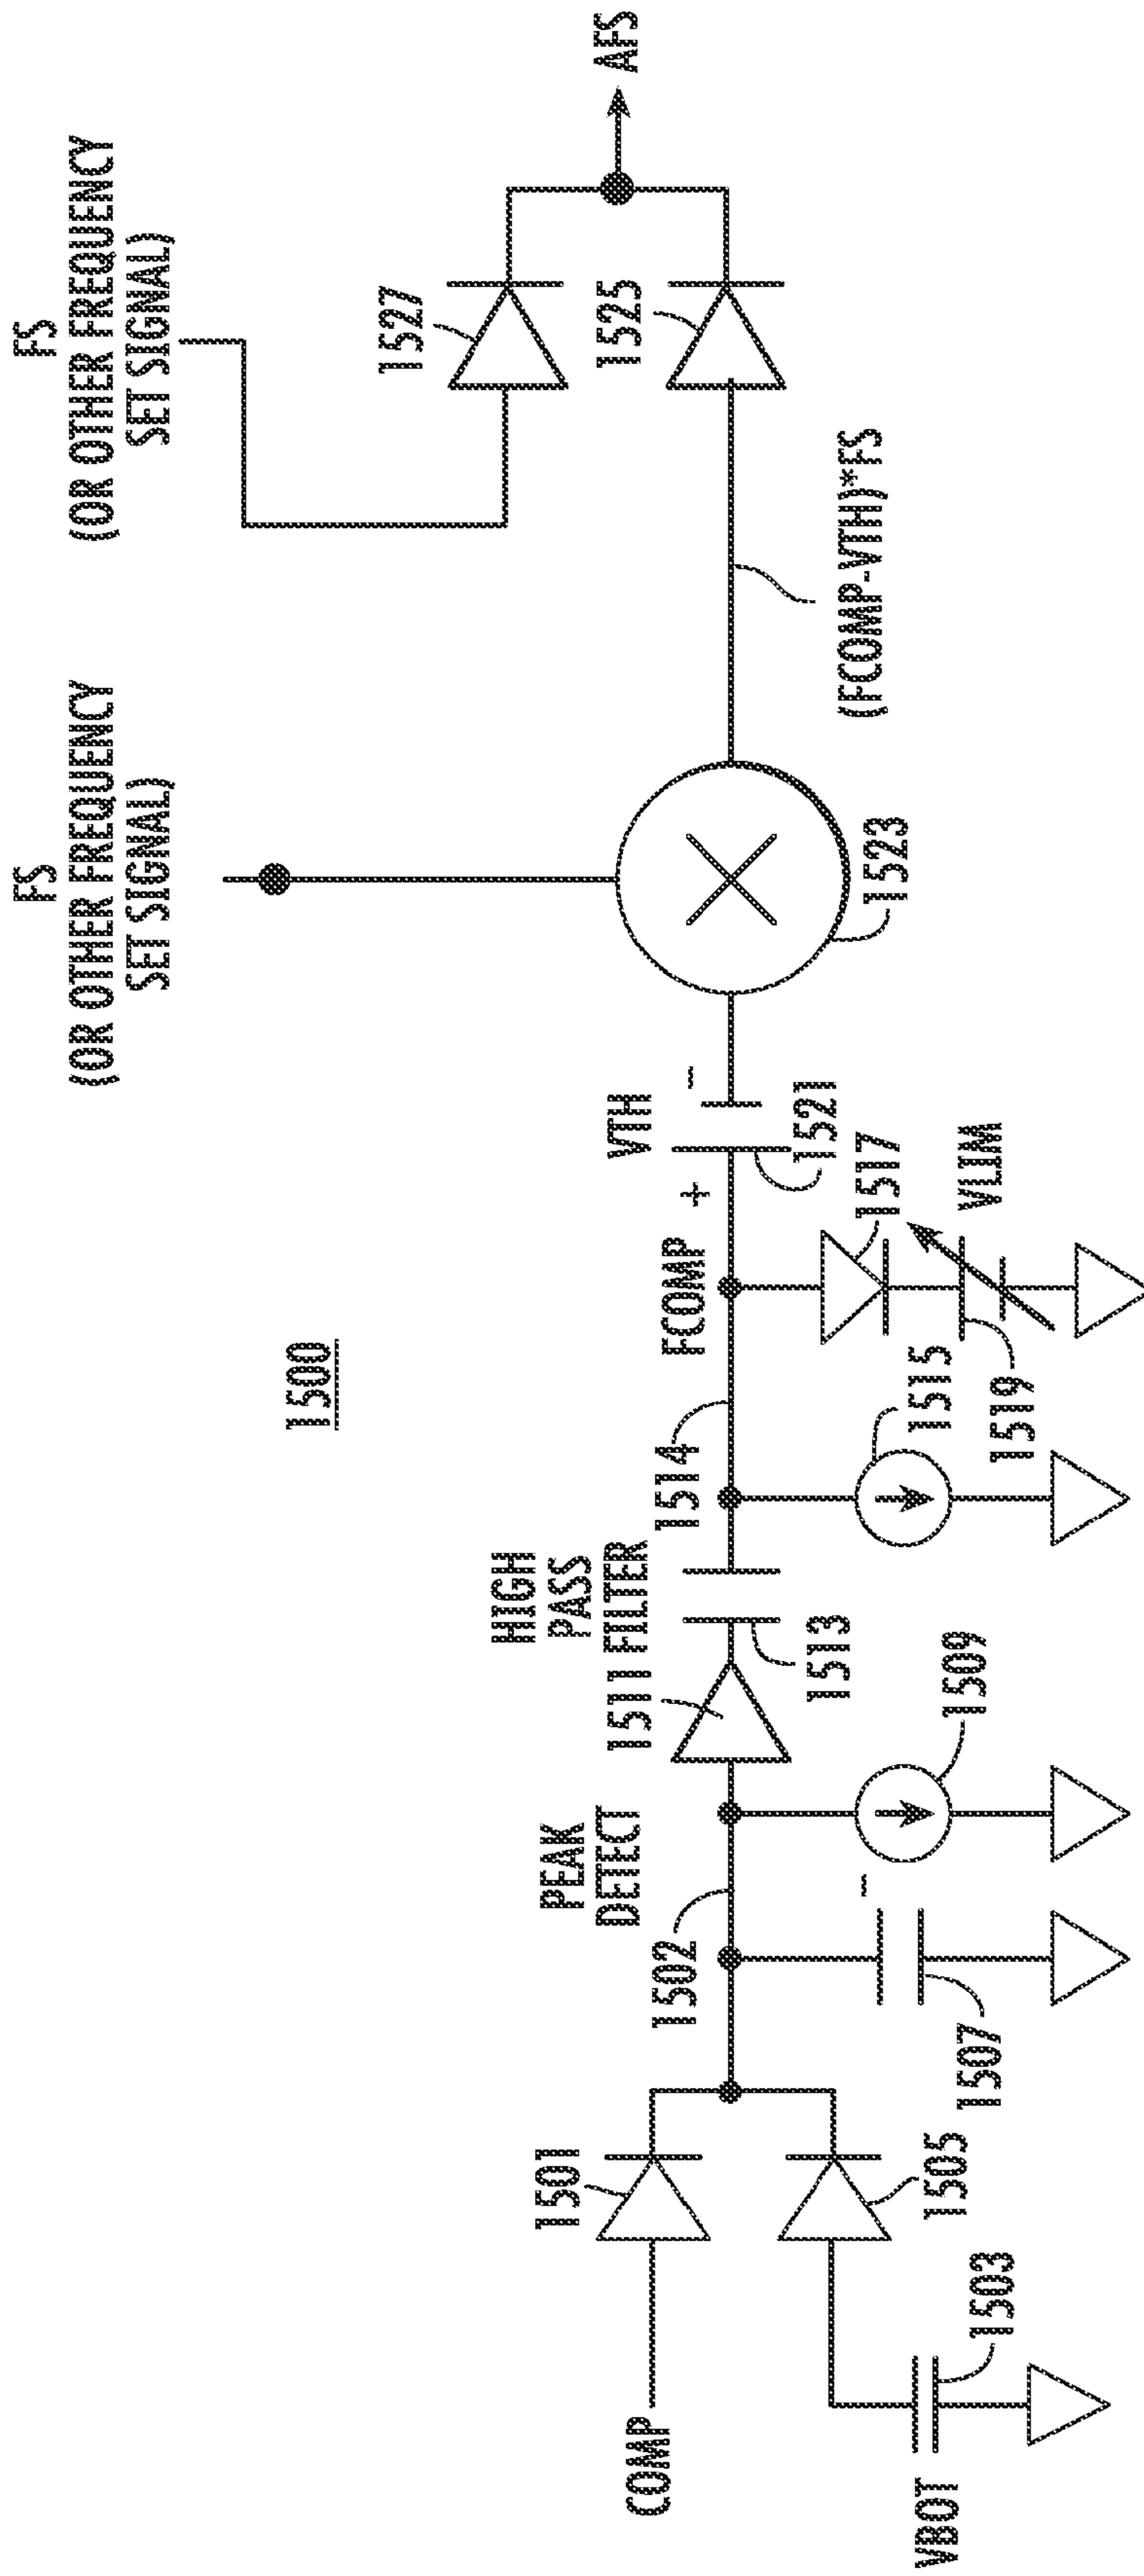 1500
FS
(OR OTHER FREQUENCY
SET SIGNAL)
FS
(OR OTHER FREQUENCY
SET SIGNAL)
COMP
1501
VBOT
1503
1505
1502
PEAK
DETECT
1507
−
1509
1511
HIGH
PASS
FILTER
1513
1514
1515
FCOMP
1517
1519
VLIM
+
VTH
−
1521
1523
(FCOMP-VTH)*FS
1527
1525
AFS